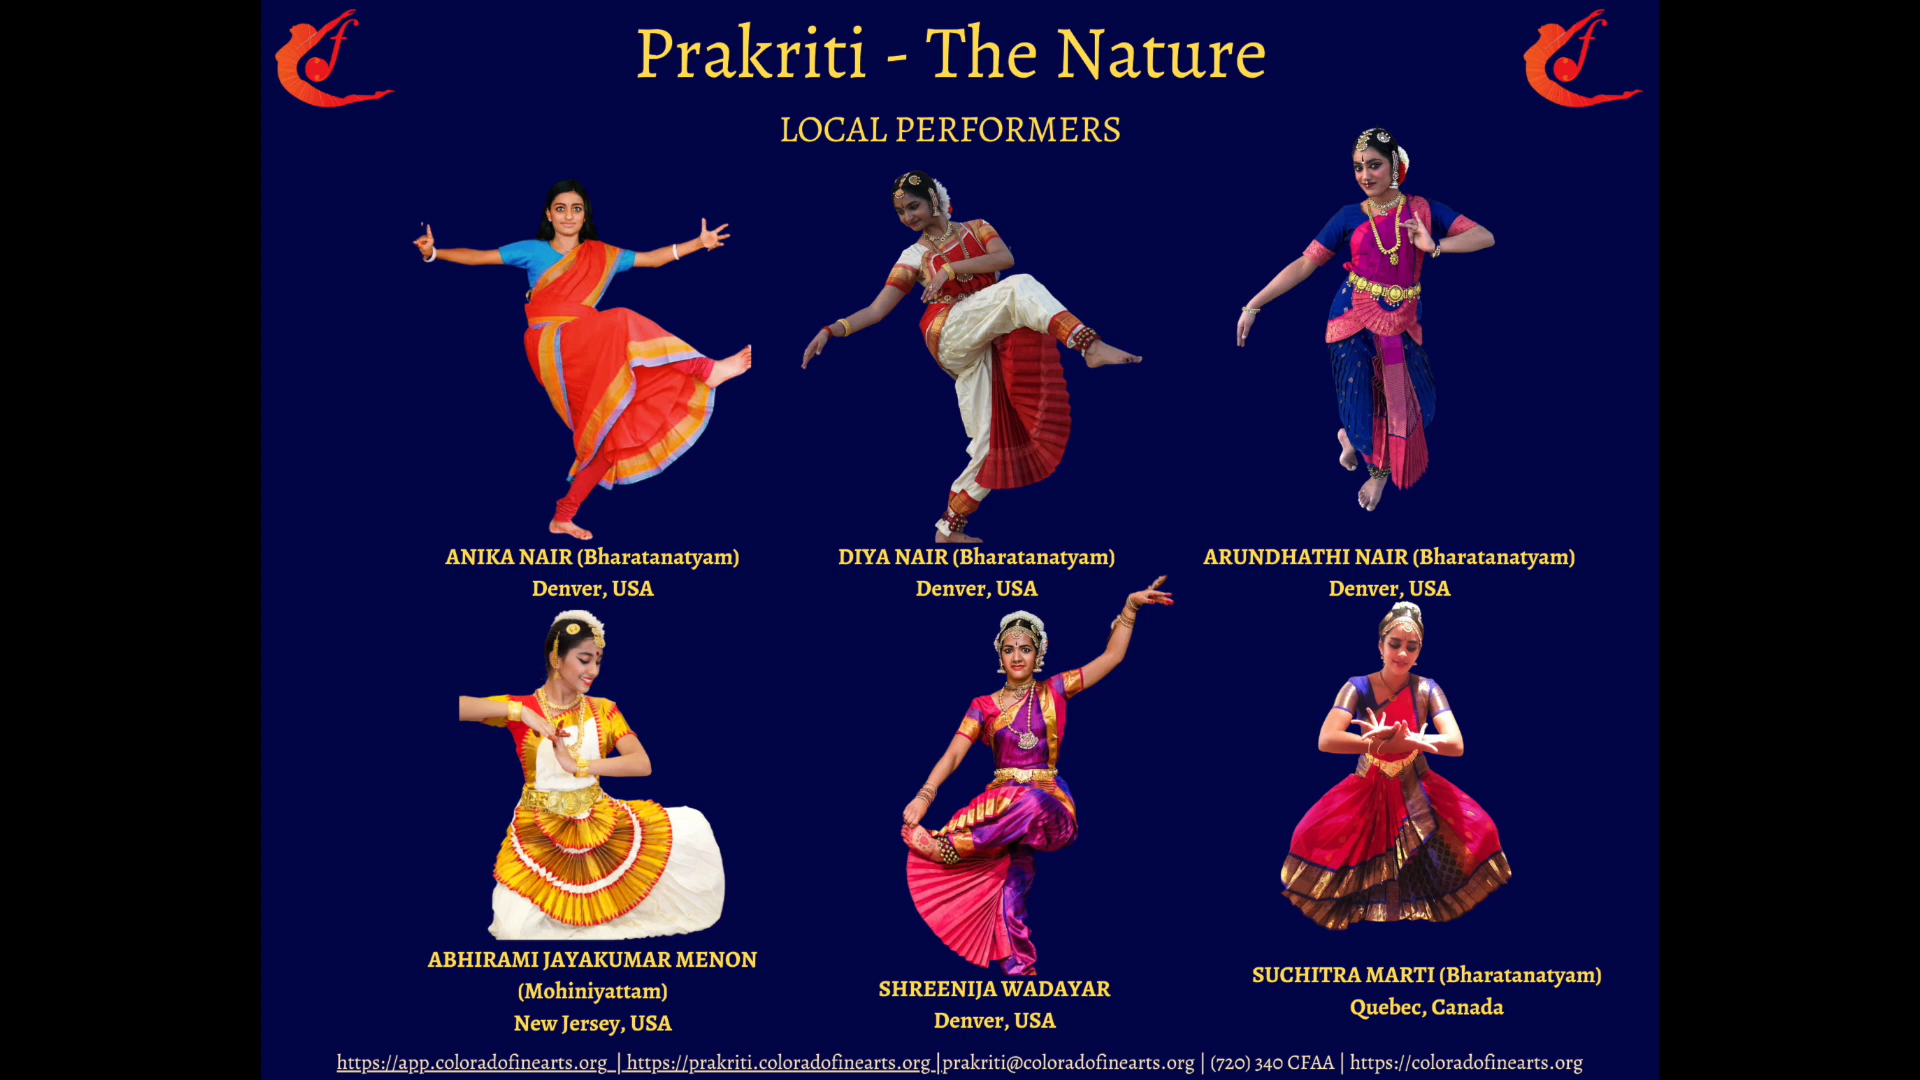 Prakriti - The Nature
LOCAL PERFORMERS
ANIKA NAIR (Bharatanatyam)
Denver, USA
DIYA NAIR (Bharatanatyam)
Denver, USA
ARUNDHATHI NAIR (Bharatanatyam)
Denver, USA
ABHIRAMI JAYAKUMAR MENON
(Mohiniyattam)
New Jersey, USA
SHREENIJA WADAYAR
Denver, USA
SUCHITRA MARTI (Bharatanatyam)
Quebec, Canada
https://app.coloradofinearts.org | https://prakriti.coloradofinearts.org |prakriti@coloradofinearts.org | (720) 340 CFAA | https://coloradofinearts.org